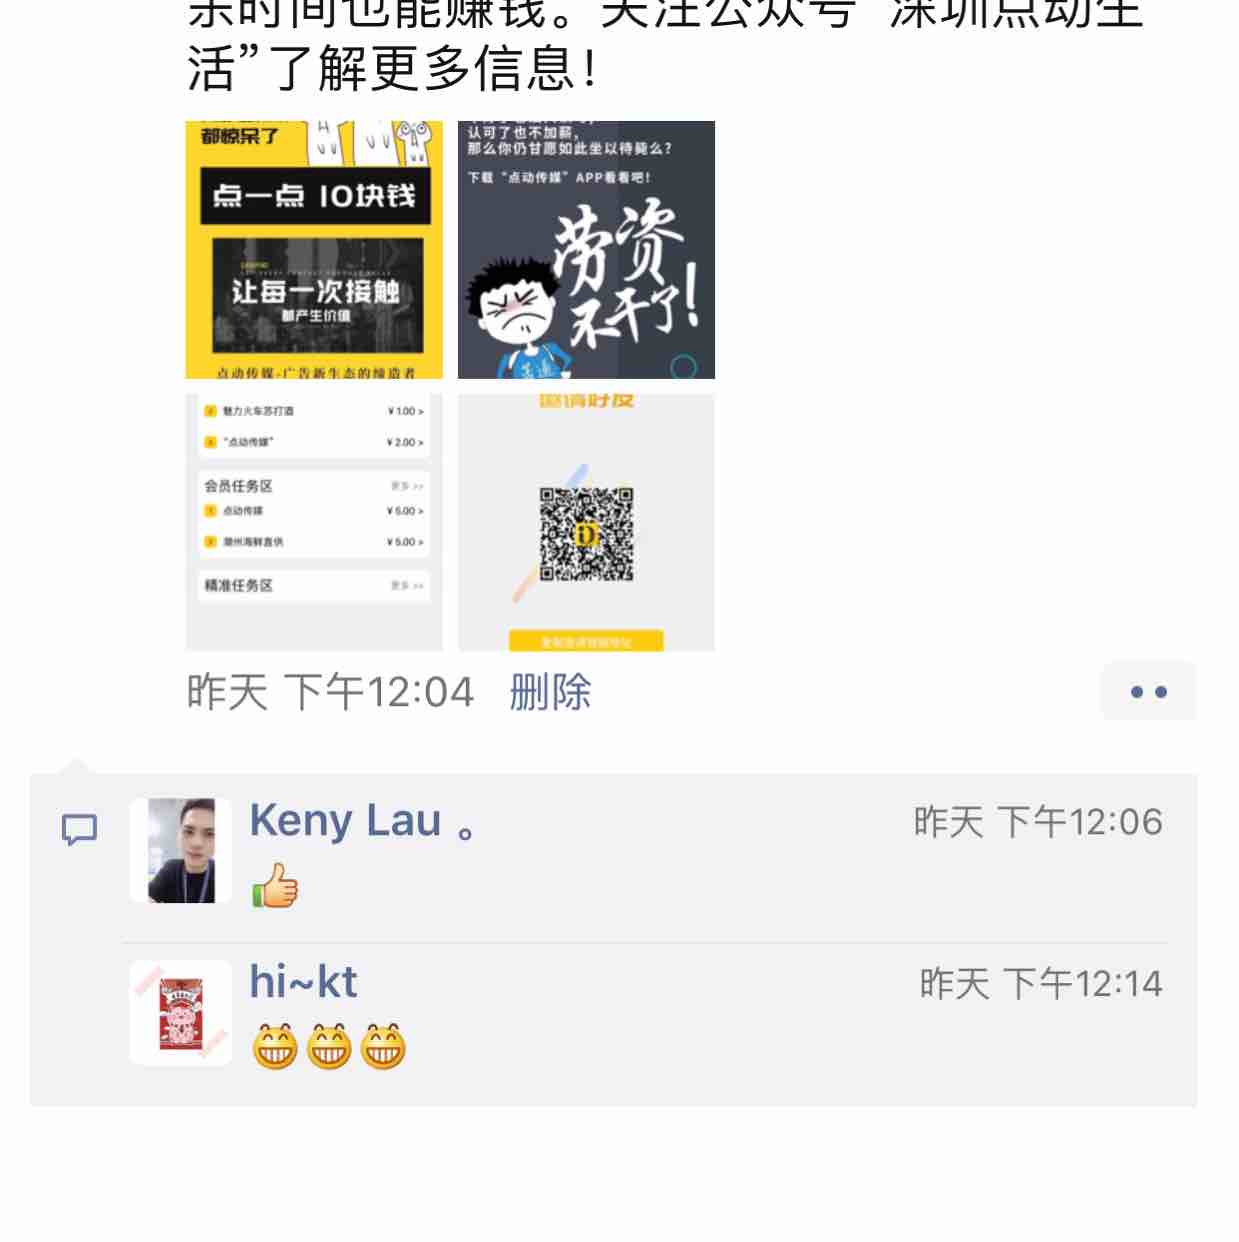 余时间也能赚钱。关注公众号“深圳点动生
活”了解更多信息！
都惊呆了
点一点 10块钱
让每一次接触
都产生价值
点动传媒-广告新生态的缔造者
认可了也不加薪，
那么你仍甘愿如此坐以待毙么？
下载“点动传媒”APP看看吧！
劳资
不干了！
魅力火车苏打酒 ¥1.00 >
“点动传媒” ¥2.00 >
会员任务区 更多 >>
点动传媒 ¥5.00 >
潮州海鲜直供 ¥5.00 >
精准任务区 更多 >>
邀请好友
昨天 下午12:04 删除
Keny Lau 。 昨天 下午12:06
hi~kt 昨天 下午12:14